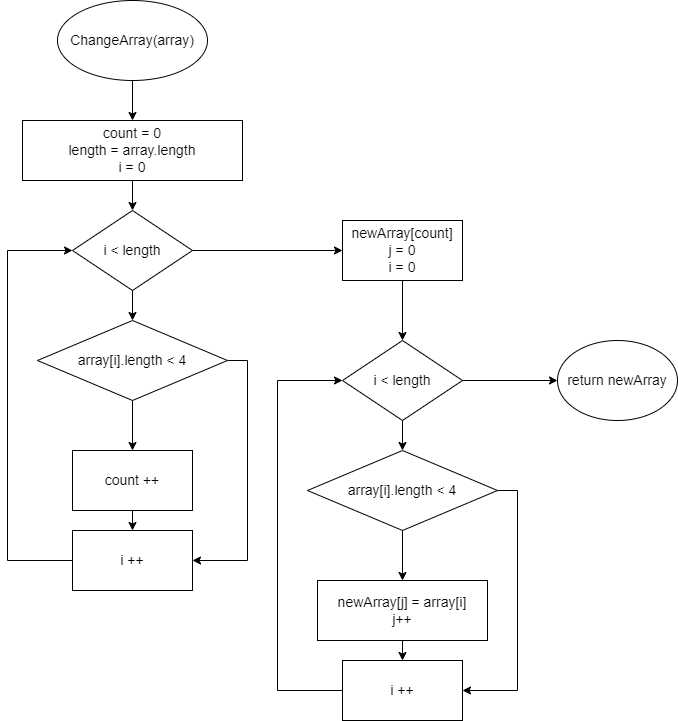 ChangeArray(array)
count = 0
length = array.length
i = 0
i < length
array[i].length < 4
count ++
i ++
newArray[count]
j = 0
i = 0
i < length
return newArray
array[i].length < 4
newArray[j] = array[i]
j++
i ++